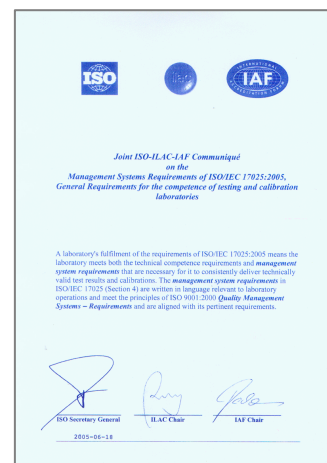 ISO
ilac
INTERNATIONAL
ACCREDITATION FORUM
IAF
Joint ISO-ILAC-IAF Communiqué
on the
Management Systems Requirements of ISO/IEC 17025:2005,
General Requirements for the competence of testing and calibration
laboratories
A laboratory's fulfilment of the requirements of ISO/IEC 17025:2005 means the
laboratory meets both the technical competence requirements and management
system requirements that are necessary for it to consistently deliver technically
valid test results and calibrations. The management system requirements in
ISO/IEC 17025 (Section 4) are written in language relevant to laboratory
operations and meet the principles of ISO 9001:2000 Quality Management
Systems – Requirements and are aligned with its pertinent requirements.
ISO Secretary General ILAC Chair IAF Chair
2005-06-18